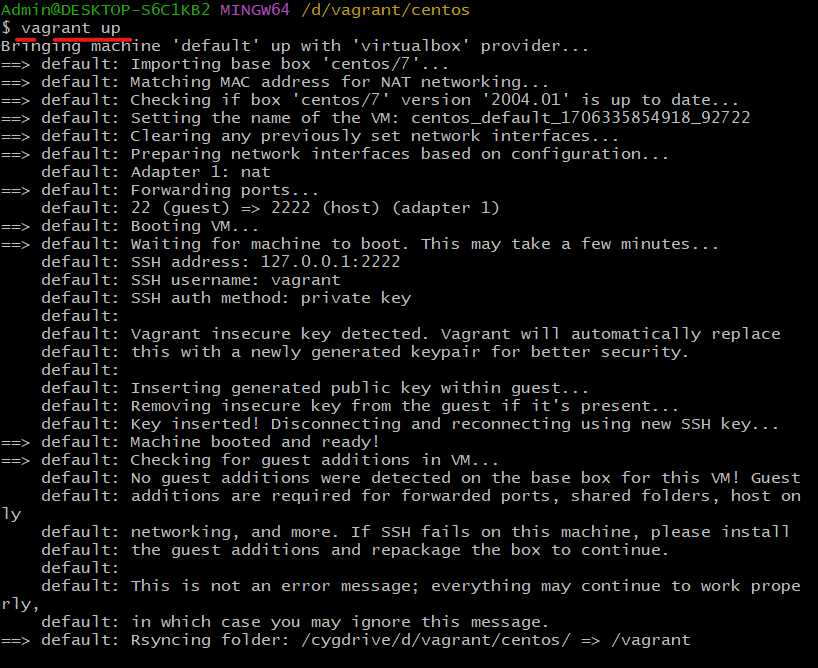 Admin@DESKTOP-S6C1KB2 MINGW64 /d/vagrant/centos
$ vagrant up
Bringing machine 'default' up with 'virtualbox' provider...
==> default: Importing base box 'centos/7'...
==> default: Matching MAC address for NAT networking...
==> default: Checking if box 'centos/7' version '2004.01' is up to date...
==> default: Setting the name of the VM: centos_default_1706335854918_92722
==> default: Clearing any previously set network interfaces...
==> default: Preparing network interfaces based on configuration...
    default: Adapter 1: nat
==> default: Forwarding ports...
    default: 22 (guest) => 2222 (host) (adapter 1)
==> default: Booting VM...
==> default: Waiting for machine to boot. This may take a few minutes...
    default: SSH address: 127.0.0.1:2222
    default: SSH username: vagrant
    default: SSH auth method: private key
    default:
    default: Vagrant insecure key detected. Vagrant will automatically replace
    default: this with a newly generated keypair for better security.
    default:
    default: Inserting generated public key within guest...
    default: Removing insecure key from the guest if it's present...
    default: Key inserted! Disconnecting and reconnecting using new SSH key...
==> default: Machine booted and ready!
==> default: Checking for guest additions in VM...
    default: No guest additions were detected on the base box for this VM! Guest
    default: additions are required for forwarded ports, shared folders, host on
ly
    default: networking, and more. If SSH fails on this machine, please install
    default: the guest additions and repackage the box to continue.
    default:
    default: This is not an error message; everything may continue to work prope
rly,
    default: in which case you may ignore this message.
==> default: Rsyncing folder: /cygdrive/d/vagrant/centos/ => /vagrant